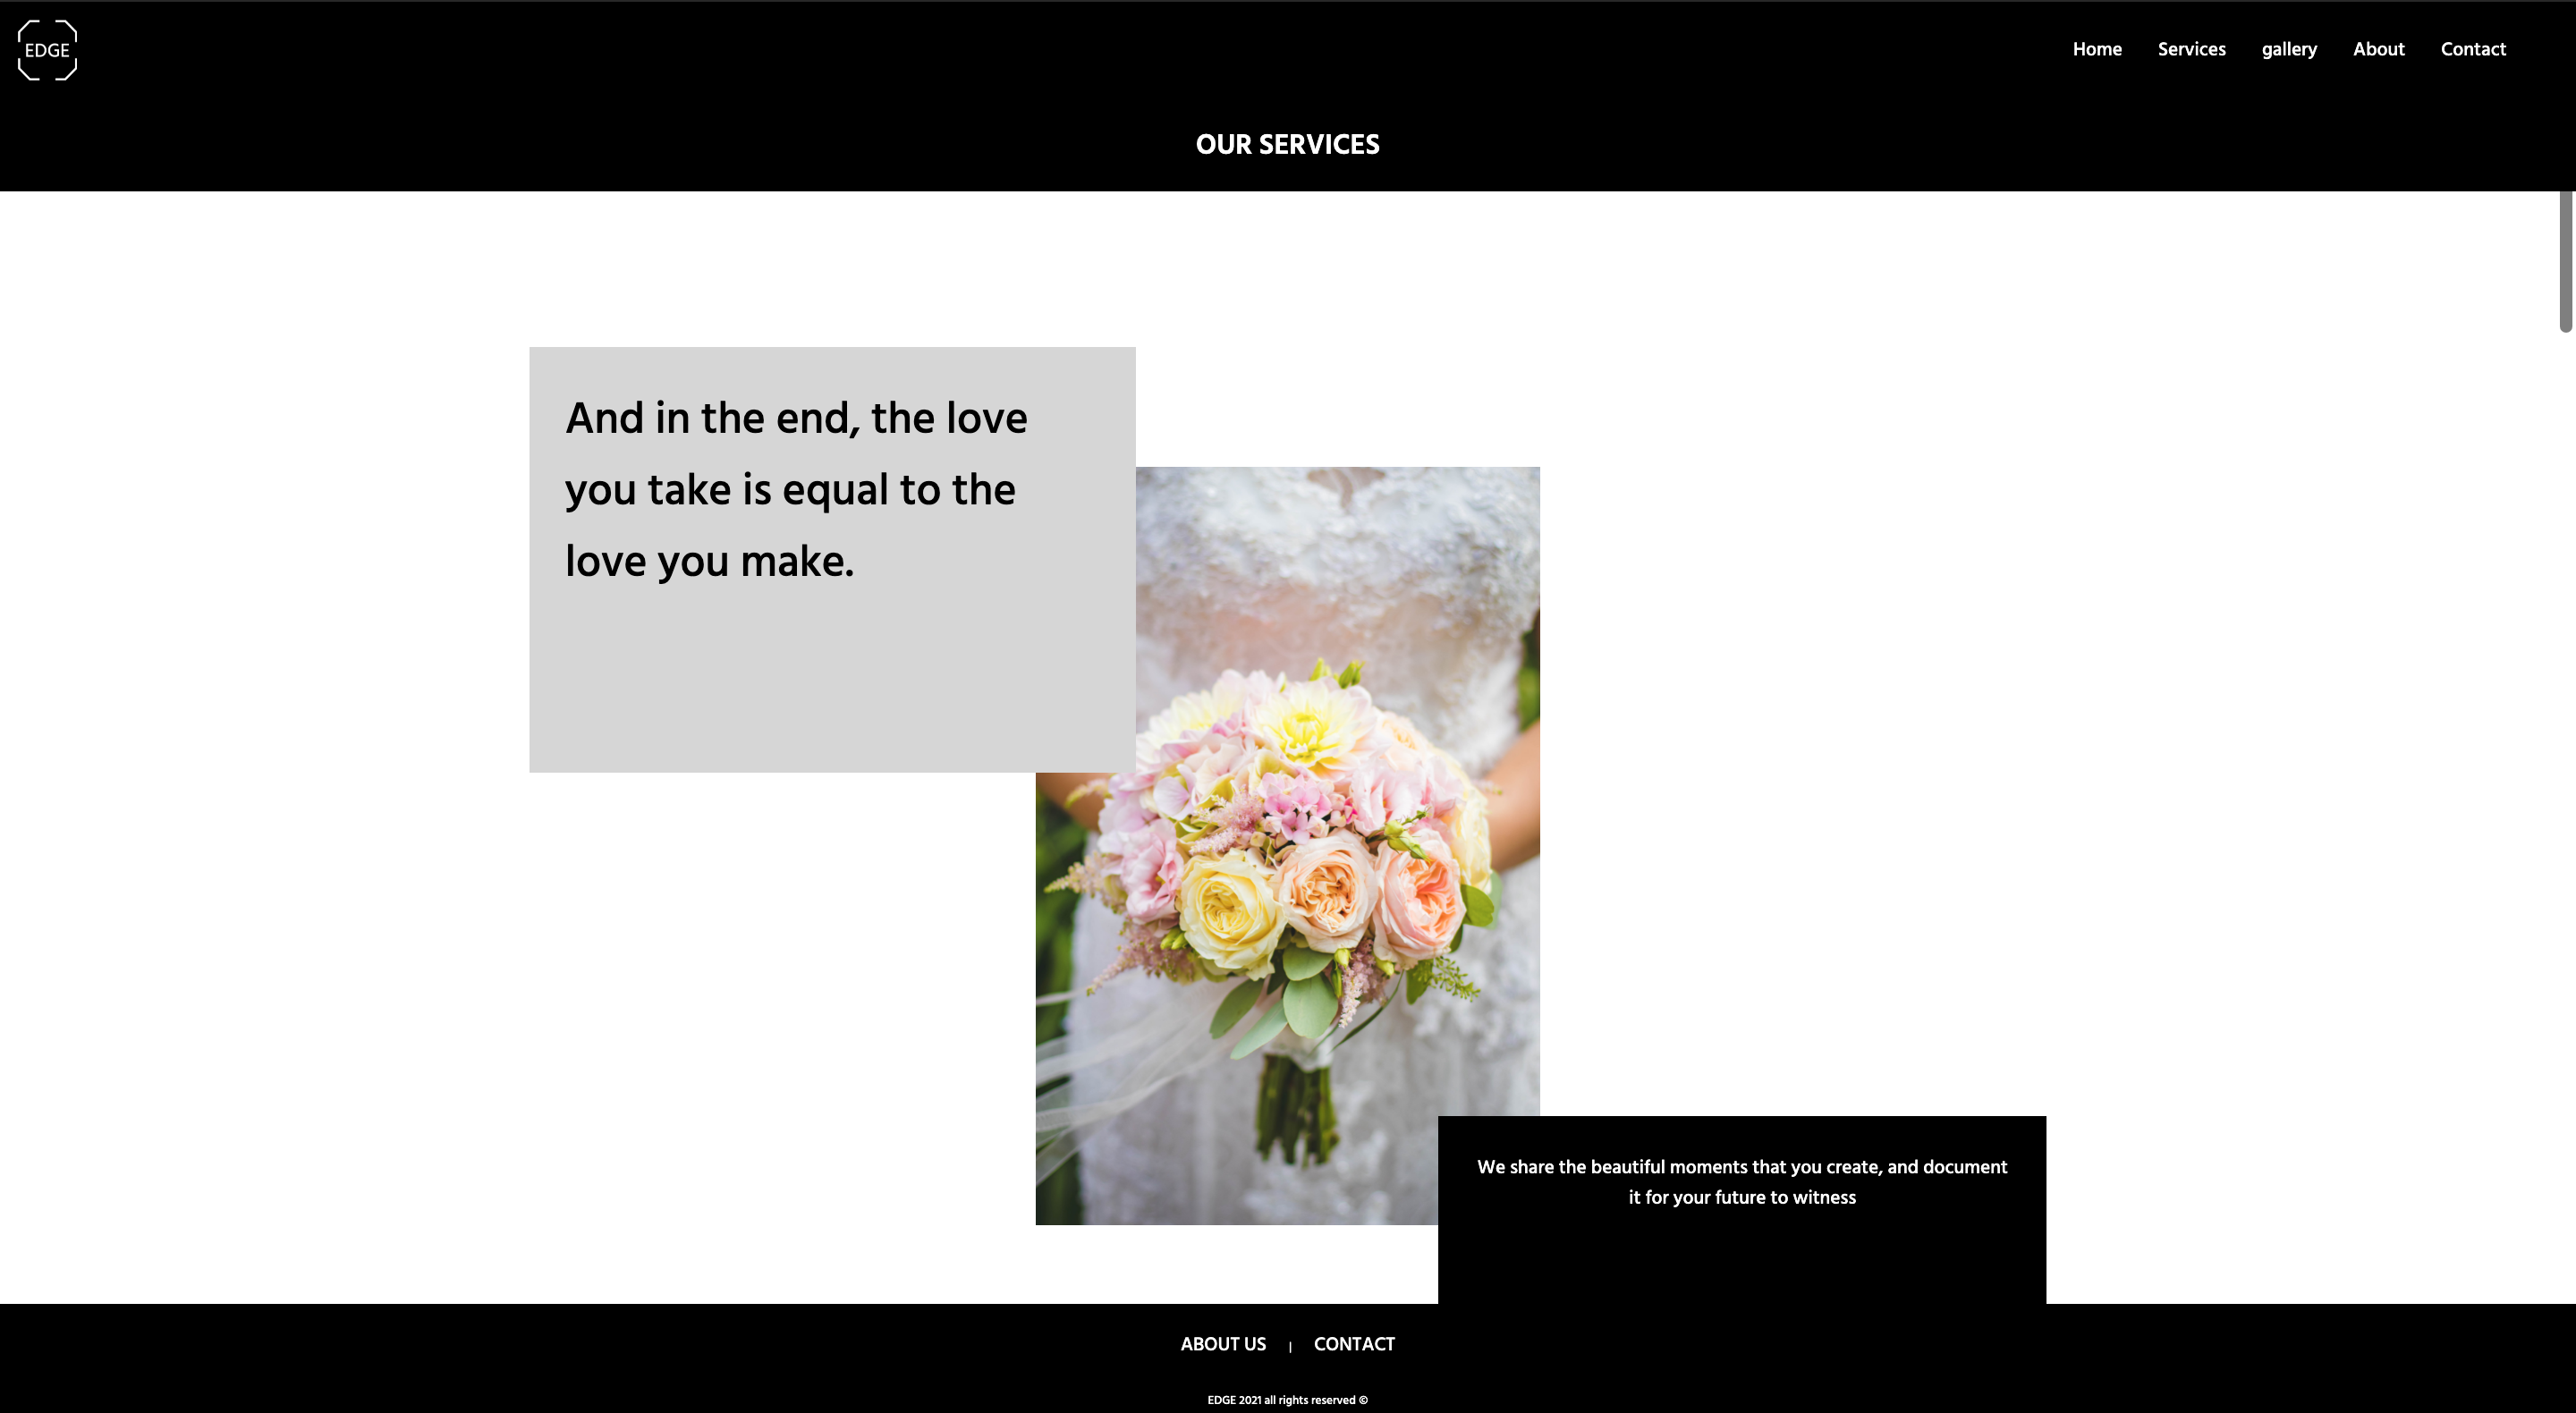 EDGE
Home Services gallery About Contact
OUR SERVICES
And in the end, the love
you take is equal to the
love you make.
We share the beautiful moments that you create, and document
it for your future to witness
ABOUT US | CONTACT
EDGE 2021 all rights reserved ©